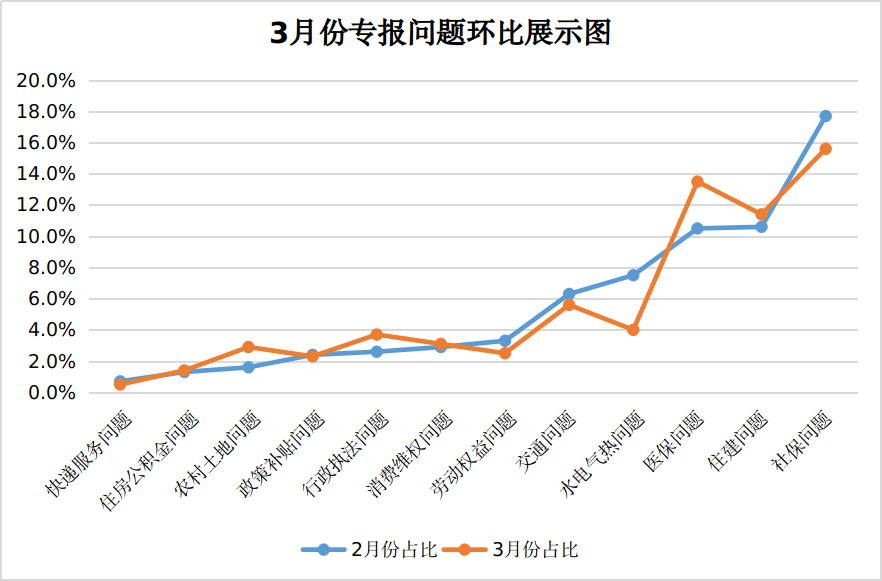 3月份专报问题环比展示图
20.0%
18.0%
16.0%
14.0%
12.0%
10.0%
8.0%
6.0%
4.0%
2.0%
0.0%
快递服务问题
住房公积金问题
农村土地问题
政策补贴问题
行政执法问题
消费维权问题
劳动权益问题
交通问题
水电气热问题
医保问题
住建问题
社保问题
2月份占比
3月份占比